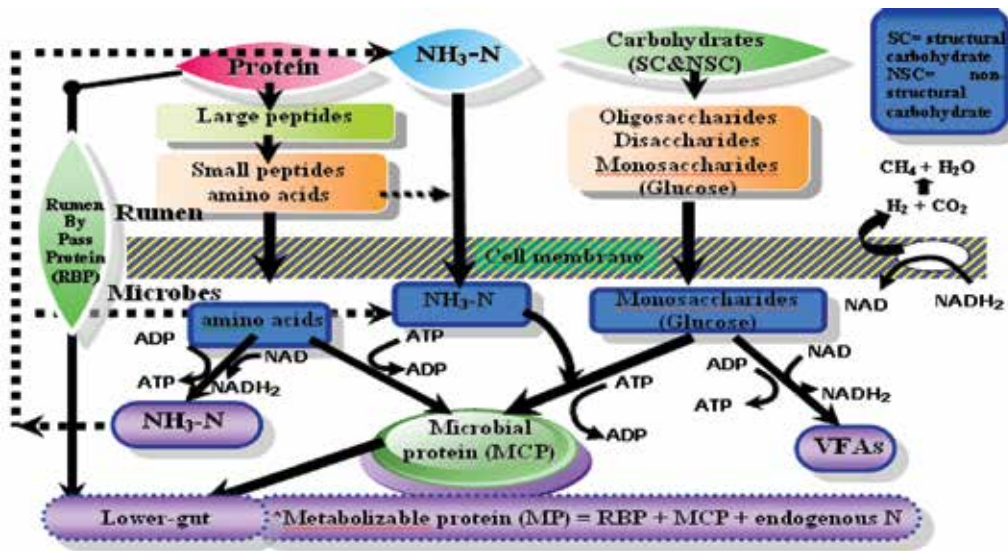 Protein
NH3-N
Carbohydrates
(SC&NSC)
SC= structural
carbohydrate
NSC= non-
structural
carbohydrate
Large peptides
Small peptides
amino acids
Oligosaccharides
Disaccharides
Monosaccharides
(Glucose)
CH4 + H2O
H2 + CO2
Rumen
By
Pass
Protein
(RBP)
Rumen
Cell membrane
Microbes
NAD
NADH2
amino acids
NH3-N
Monosaccharides
(Glucose)
ADP
NAD
ATP
NADH2
ATP
ADP
ATP
ADP
ADP
NAD
ATP
NADH2
NH3-N
Microbial
protein (MCP)
VFAs
Lower-gut
*Metabolizable protein (MP) = RBP + MCP + endogenous N